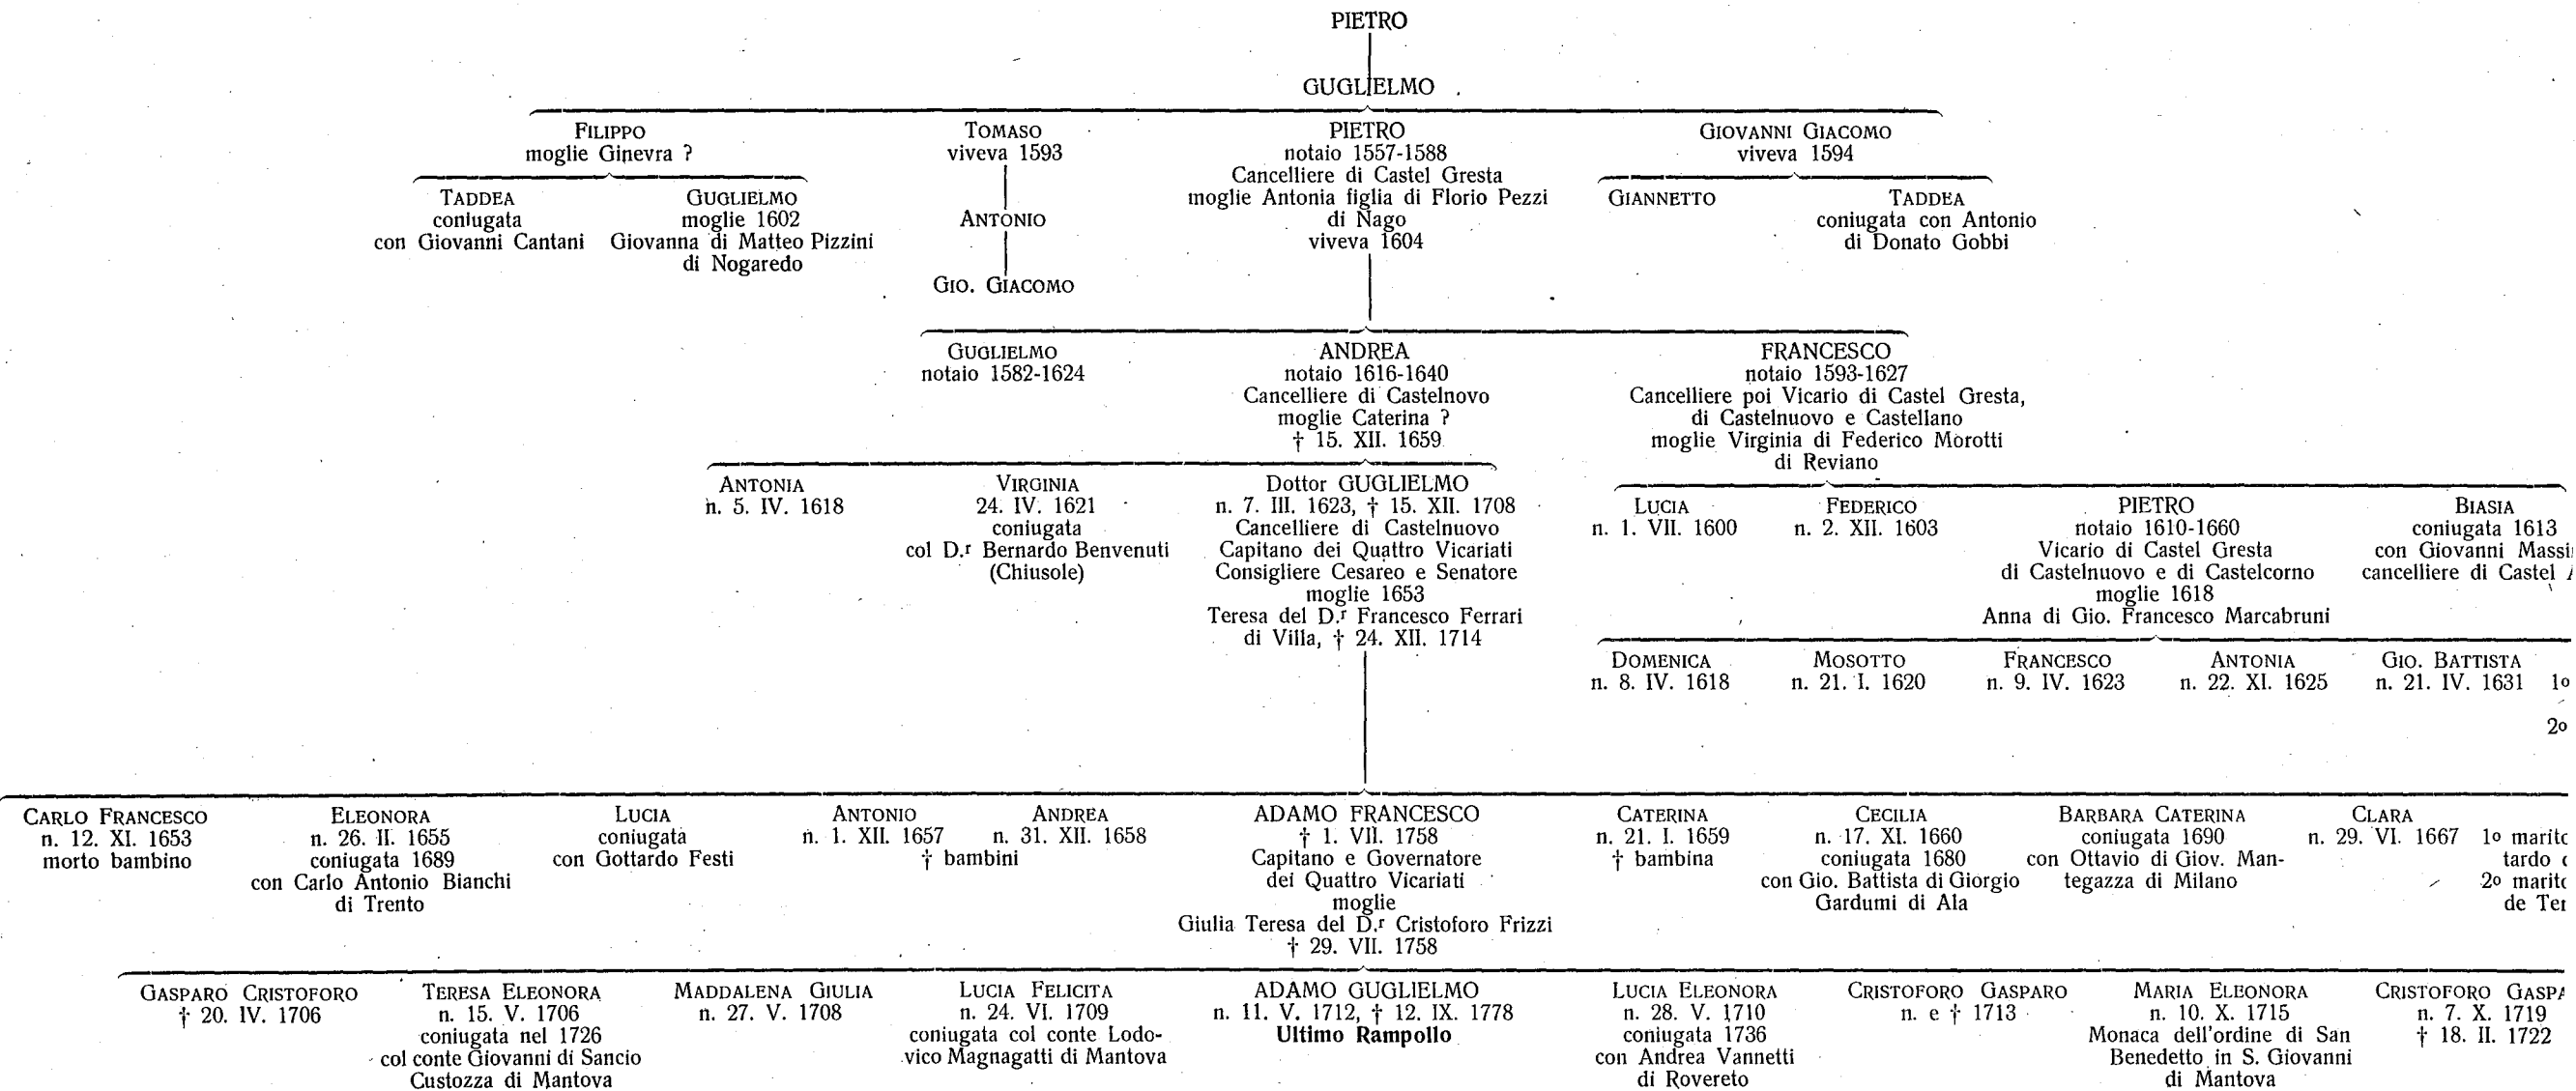 PIETRO
GUGLIELMO
FILIPPO
moglie Ginevra ?
TOMASO
viveva 1593
PIETRO
notaio 1557-1588
Cancelliere di Castel Gresta
moglie Antonia figlia di Florio Pezzi
di Nago
viveva 1604
GIOVANNI GIACOMO
viveva 1594
TADDEA
coniugata
con Giovanni Cantani
GUGLIELMO
moglie 1602
Giovanna di Matteo Pizzini
di Nogaredo
ANTONIO
GIO. GIACOMO
GIANNETTO
TADDEA
coniugata con Antonio
di Donato Gobbi
GUGLIELMO
notaio 1582-1624
ANDREA
notaio 1616-1640
Cancelliere di Castelnovo
moglie Caterina ?
† 15. XII. 1659
FRANCESCO
notaio 1593-1627
Cancelliere poi Vicario di Castel Gresta,
di Castelnuovo e Castellano
moglie Virginia di Federico Morotti
di Reviano
ANTONIA
n. 5. IV. 1618
VIRGINIA
24. IV. 1621
coniugata
col D.r Bernardo Benvenuti
(Chiusole)
Dottor GUGLIELMO
n. 7. III. 1623, † 15. XII. 1708
Cancelliere di Castelnuovo
Capitano dei Quattro Vicariati
Consigliere Cesareo e Senatore
moglie 1653
Teresa del D.r Francesco Ferrari
di Villa, † 24. XII. 1714
LUCIA
n. 1. VII. 1600
FEDERICO
n. 2. XII. 1603
PIETRO
notaio 1610-1660
Vicario di Castel Gresta
di Castelnuovo e di Castelcorno
moglie 1618
Anna di Gio. Francesco Marcabruni
BIASIA
coniugata 1613
con Giovanni Massi
cancelliere di Castel
DOMENICA
n. 8. IV. 1618
MOSOTTO
n. 21. I. 1620
FRANCESCO
n. 9. IV. 1623
ANTONIA
n. 22. XI. 1625
GIO. BATTISTA
n. 21. IV. 1631
1o
2o
CARLO FRANCESCO
n. 12. XI. 1653
morto bambino
ELEONORA
n. 26. II. 1655
coniugata 1689
con Carlo Antonio Bianchi
di Trento
LUCIA
coniugata
con Gottardo Festi
ANTONIO
n. 1. XII. 1657
ANDREA
n. 31. XII. 1658
† bambini
ADAMO FRANCESCO
† 1. VII. 1758
Capitano e Governatore
dei Quattro Vicariati
moglie
Giulia Teresa del D.r Cristoforo Frizzi
† 29. VII. 1758
CATERINA
n. 21. I. 1659
† bambina
CECILIA
n. 17. XI. 1660
coniugata 1680
con Gio. Battista di Giorgio
Gardumi di Ala
BARBARA CATERINA
coniugata 1690
con Ottavio di Giov. Man-
tegazza di Milano
CLARA
n. 29. VI. 1667
1o marito
tardo
2o marito
de Ter
GASPARO CRISTOFORO
† 20. IV. 1706
TERESA ELEONORA
n. 15. V. 1706
coniugata nel 1726
col conte Giovanni di Sancio
Custozza di Mantova
MADDALENA GIULIA
n. 27. V. 1708
LUCIA FELICITA
n. 24. VI. 1709
coniugata col conte Lodo-
vico Magnagatti di Mantova
ADAMO GUGLIELMO
n. 11. V. 1712, † 12. IX. 1778
Ultimo Rampollo
LUCIA ELEONORA
n. 28. V. 1710
coniugata 1736
con Andrea Vannetti
di Rovereto
CRISTOFORO GASPARO
n. e † 1713
MARIA ELEONORA
n. 10. X. 1715
Monaca dell'ordine di San
Benedetto in S. Giovanni
di Mantova
CRISTOFORO GASPA
n. 7. X. 1719
† 18. II. 1722